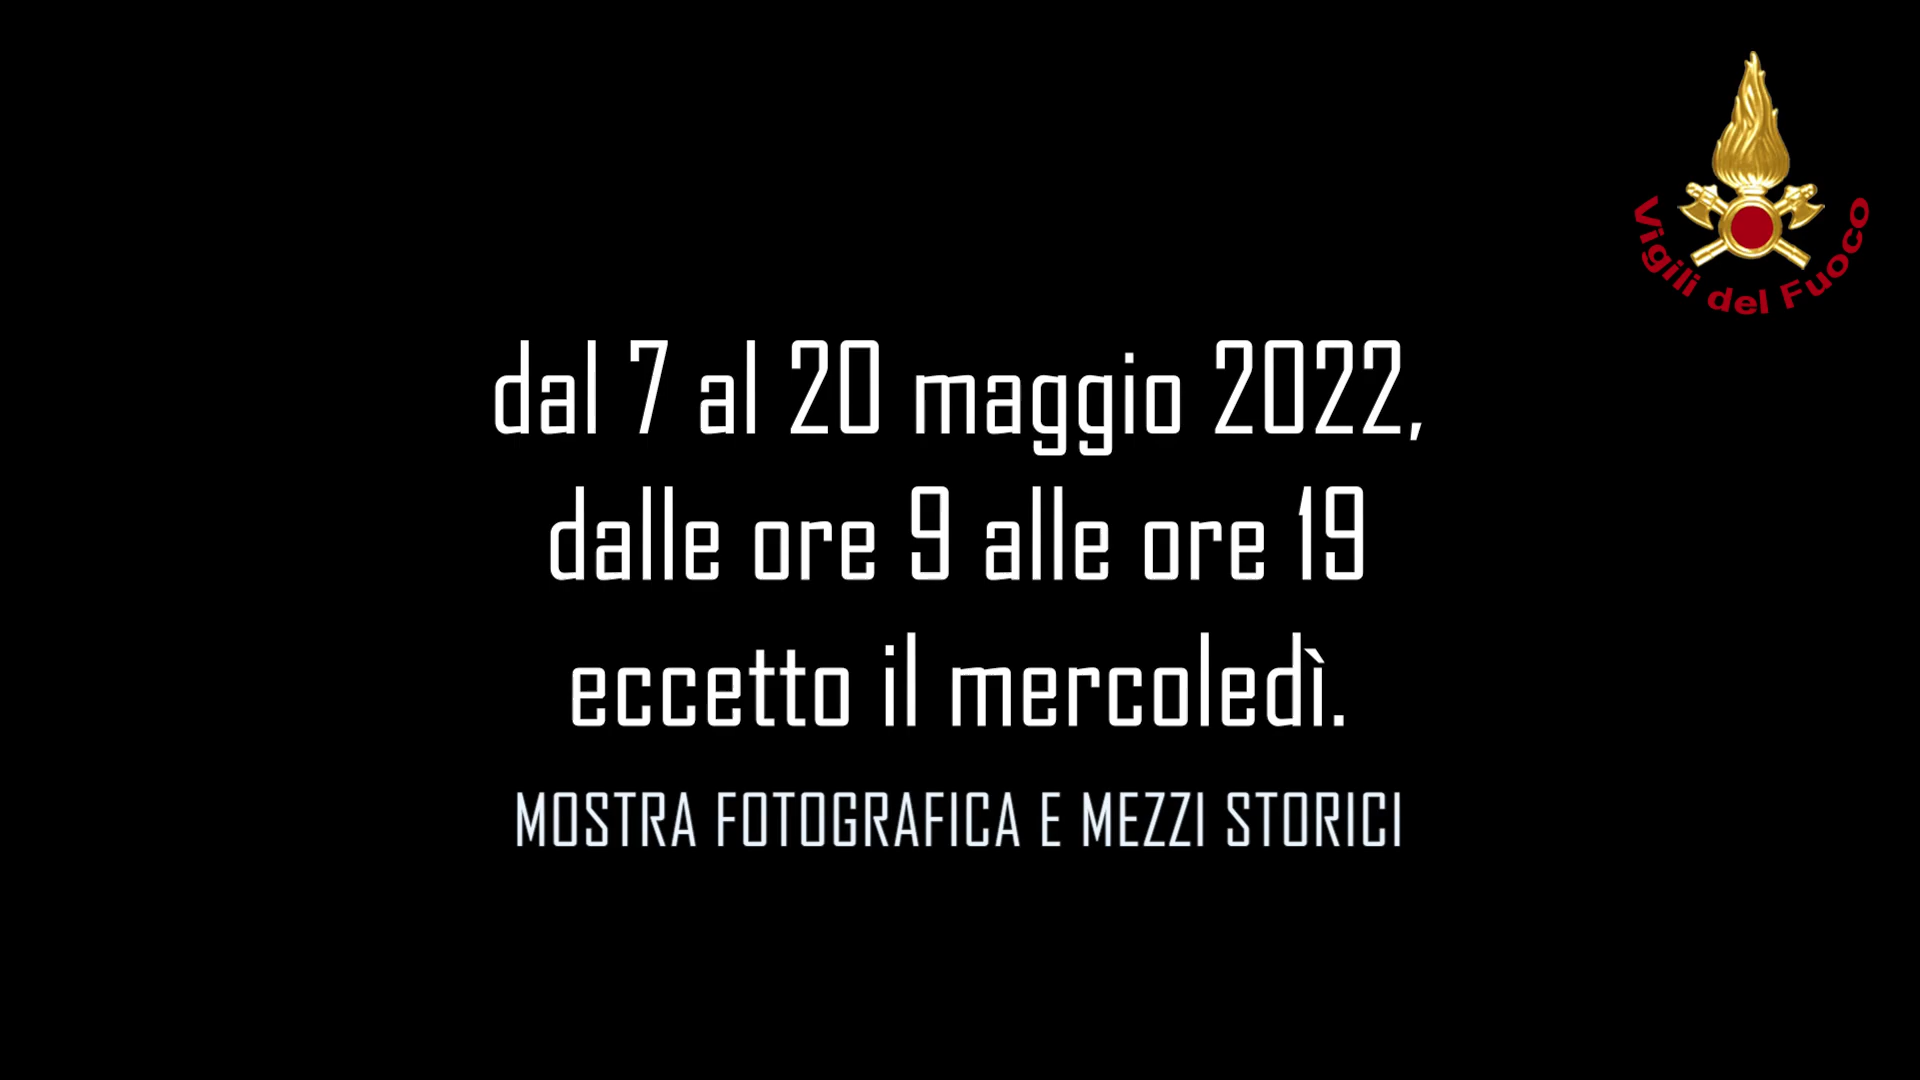 Vigili del Fuoco
dal 7 al 20 maggio 2022,
dalle ore 9 alle ore 19
eccetto il mercoledì.
MOSTRA FOTOGRAFICA E MEZZI STORICI